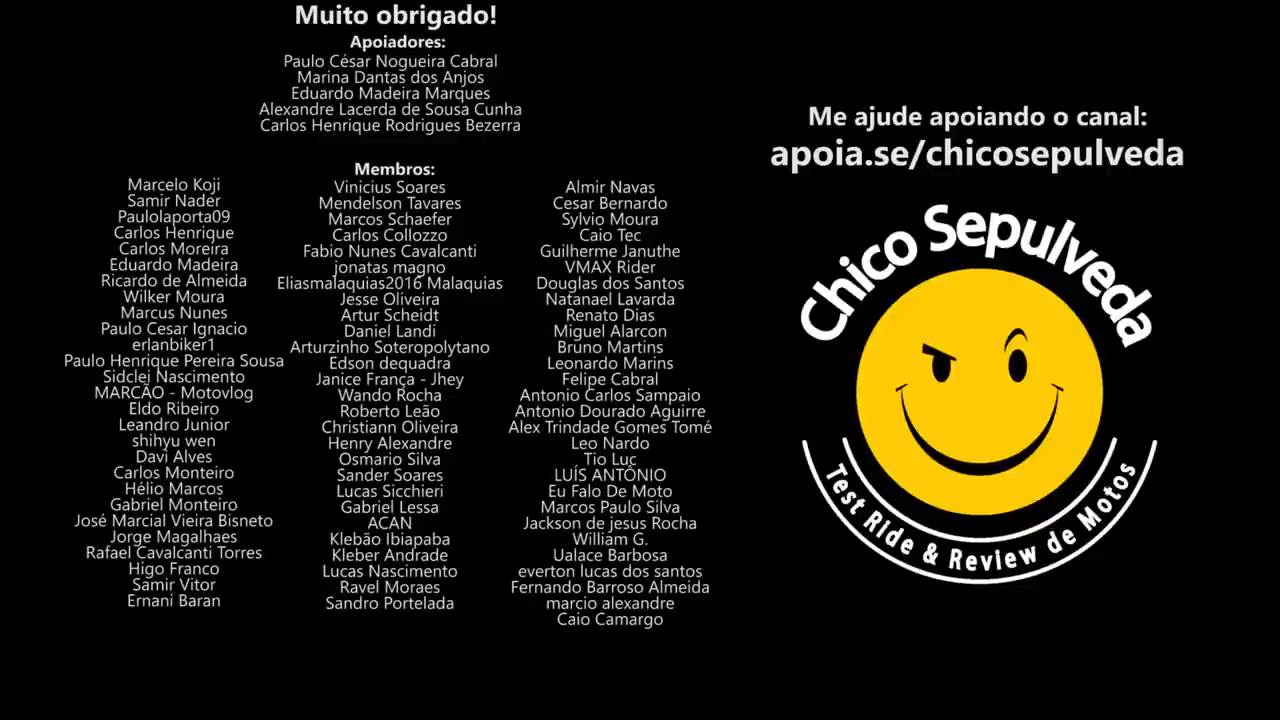 Muito obrigado!
Apoiadores:
Paulo César Nogueira Cabral
Marina Dantas dos Anjos
Eduardo Madeira Marques
Alexandre Lacerda de Sousa Cunha
Carlos Henrique Rodrigues Bezerra
Membros:
Marcelo Koji
Samir Nader
Paulolaporta09
Carlos Henrique
Carlos Moreira
Eduardo Madeira
Ricardo de Almeida
Wilker Moura
Marcus Nunes
Paulo Cesar Ignacio
erlanbiker1
Paulo Henrique Pereira Sousa
Sidclei Nascimento
MARCÃO - Motovlog
Eldo Ribeiro
Leandro Junior
shihyu wen
Davi Alves
Carlos Monteiro
Hélio Marcos
Gabriel Monteiro
José Marcial Vieira Bisneto
Jorge Magalhaes
Rafael Cavalcanti Torres
Higo Franco
Samir Vitor
Ernani Baran
Vinicius Soares
Mendelson Tavares
Marcos Schaefer
Carlos Collozzo
Fabio Nunes Cavalcanti
jonatas magno
Eliasmalaquias2016 Malaquias
Jesse Oliveira
Artur Scheidt
Daniel Landi
Arturzinho Soteropolytano
Edson dequadra
Janice França - Jhey
Wando Rocha
Roberto Leão
Christiann Oliveira
Henry Alexandre
Osmario Silva
Sander Soares
Lucas Sicchieri
Gabriel Lessa
ACAN
Klebão Ibiapaba
Kleber Andrade
Lucas Nascimento
Ravel Moraes
Sandro Portelada
Almir Navas
Cesar Bernardo
Sylvio Moura
Caio Tec
Guilherme Januthe
VMAX Rider
Douglas dos Santos
Natanael Lavarda
Renato Dias
Miguel Alarcon
Bruno Martins
Leonardo Marins
Felipe Cabral
Antonio Carlos Sampaio
Antonio Dourado Aguirre
Alex Trindade Gomes Tomé
Leo Nardo
Tio Luc
LUÍS ANTÔNIO
Eu Falo De Moto
Marcos Paulo Silva
Jackson de jesus Rocha
William G.
Ualace Barbosa
everton lucas dos santos
Fernando Barroso Almeida
marcio alexandre
Caio Camargo
Me ajude apoiando o canal:
apoia.se/chicosepulveda
Chico Sepulveda
Test Ride & Review de Motos